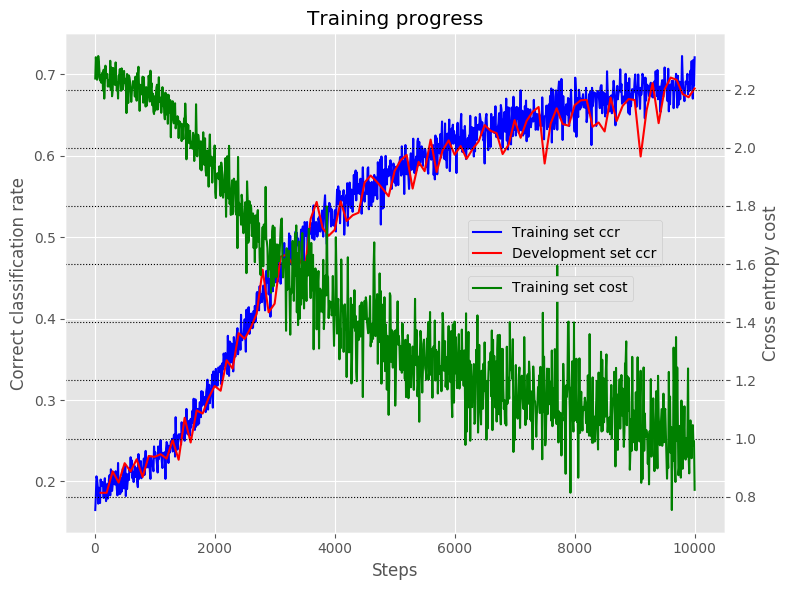 Training progress
0.7
0.6
0.5
0.4
0.3
0.2
Correct classification rate
2.2
2.0
1.8
1.6
1.4
1.2
1.0
0.8
Cross entropy cost
Training set ccr
Development set ccr
Training set cost
0 2000 4000 6000 8000 10000
Steps